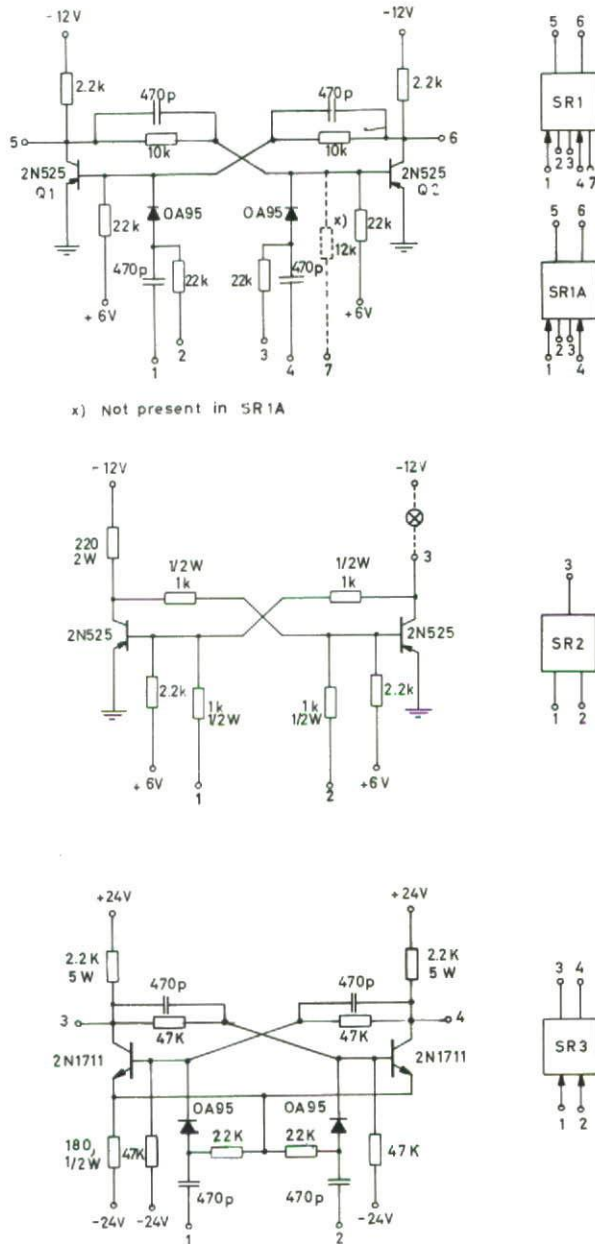 -12V -12V 5 6
2.2k 470p 470p 2.2k
SR1
5 10k 10k 6
1 2 3 4 7
2N525 2N525
Q1 Q2
5 6
OA95 OA95 x)
22k 12k 22k
SR1A
470p 22k 22k 470p
+6V +6V
1 2 3 4
1 2 3 4 7
x) Not present in SR1A
-12V -12V
220
2W
1/2W 1/2W
1k 1k
3 3
2N525 2N525
SR2
2.2k 1k 1k 2.2k
1/2W 1/2W
1 2
+6V +6V
1 2
+24V +24V
2.2K 2.2K
5W 5W
470p 470p
3 4
3 47K 47K 4
2N1711 2N1711
SR3
OA95 OA95
1 2
180 47K 22K 22K 47K
1/2W
470p 470p
-24V -24V -24V
1 2